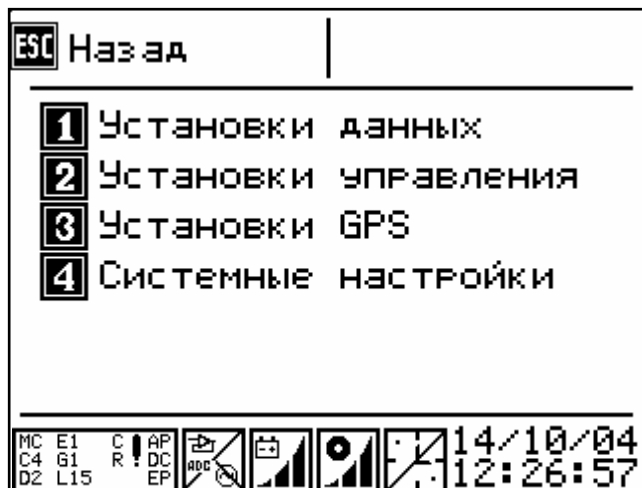 ESC Назад
1 Установки данных
2 Установки управления
3 Установки GPS
4 Системные настройки
MC E1 C AP
C4 G1 R ! DC
D2 L15 EP
ADC
14/10/04
12:26:57